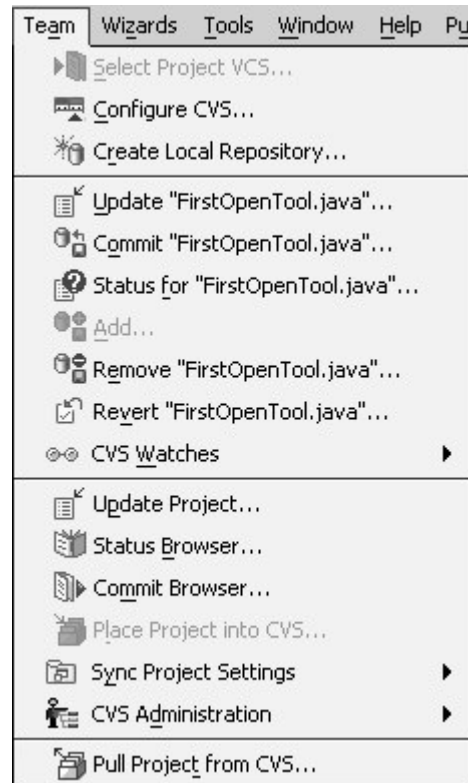 Team Wizards Tools Window Help Pu
Select Project VCS...
Configure CVS...
Create Local Repository...
Update "FirstOpenTool.java"...
Commit "FirstOpenTool.java"...
Status for "FirstOpenTool.java"...
Add...
Remove "FirstOpenTool.java"...
Revert "FirstOpenTool.java"...
CVS Watches
Update Project...
Status Browser...
Commit Browser...
Place Project into CVS...
Sync Project Settings
CVS Administration
Pull Project from CVS...